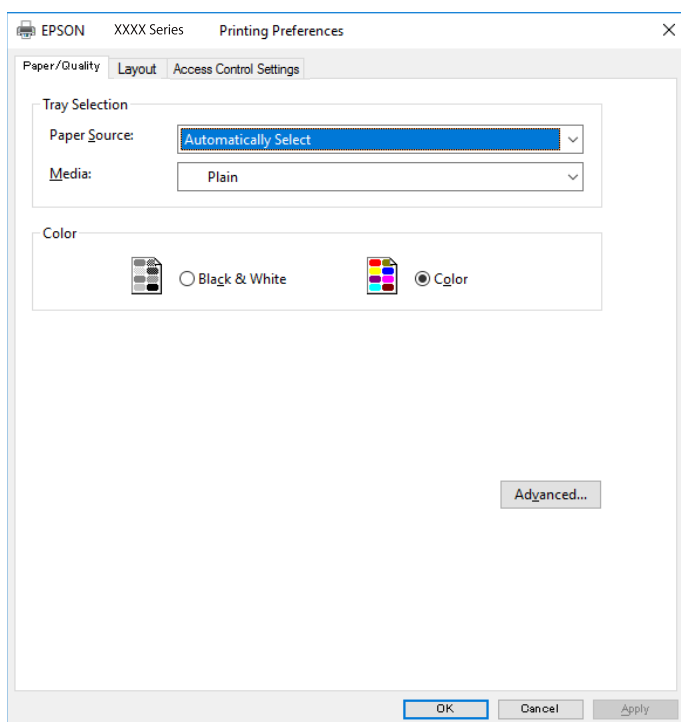 EPSON XXXX Series Printing Preferences
Paper/Quality Layout Access Control Settings
Tray Selection
Paper Source: Automatically Select
Media: Plain
Color
Black & White Color
Advanced...
OK Cancel Apply